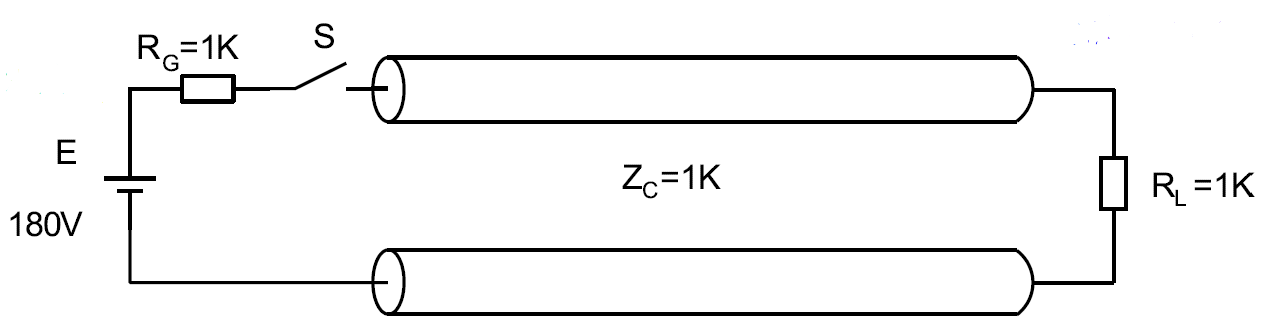 R_G=1K
S
E
Z_C=1K
R_L =1K
180V